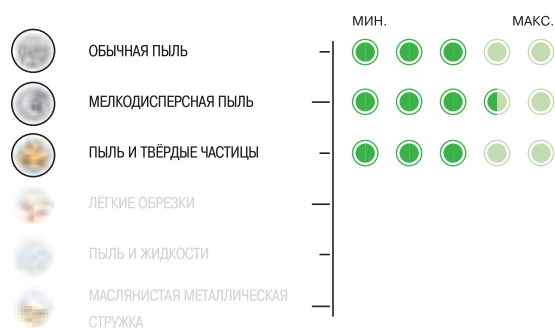 МИН. МАКС.
ОБЫЧНАЯ ПЫЛЬ
МЕЛКОДИСПЕРСНАЯ ПЫЛЬ
ПЫЛЬ И ТВЁРДЫЕ ЧАСТИЦЫ
ЛЁГКИЕ ОБРЕЗКИ
ПЫЛЬ И ЖИДКОСТИ
МАСЛЯНИСТАЯ МЕТАЛЛИЧЕСКАЯ
СТРУЖКА